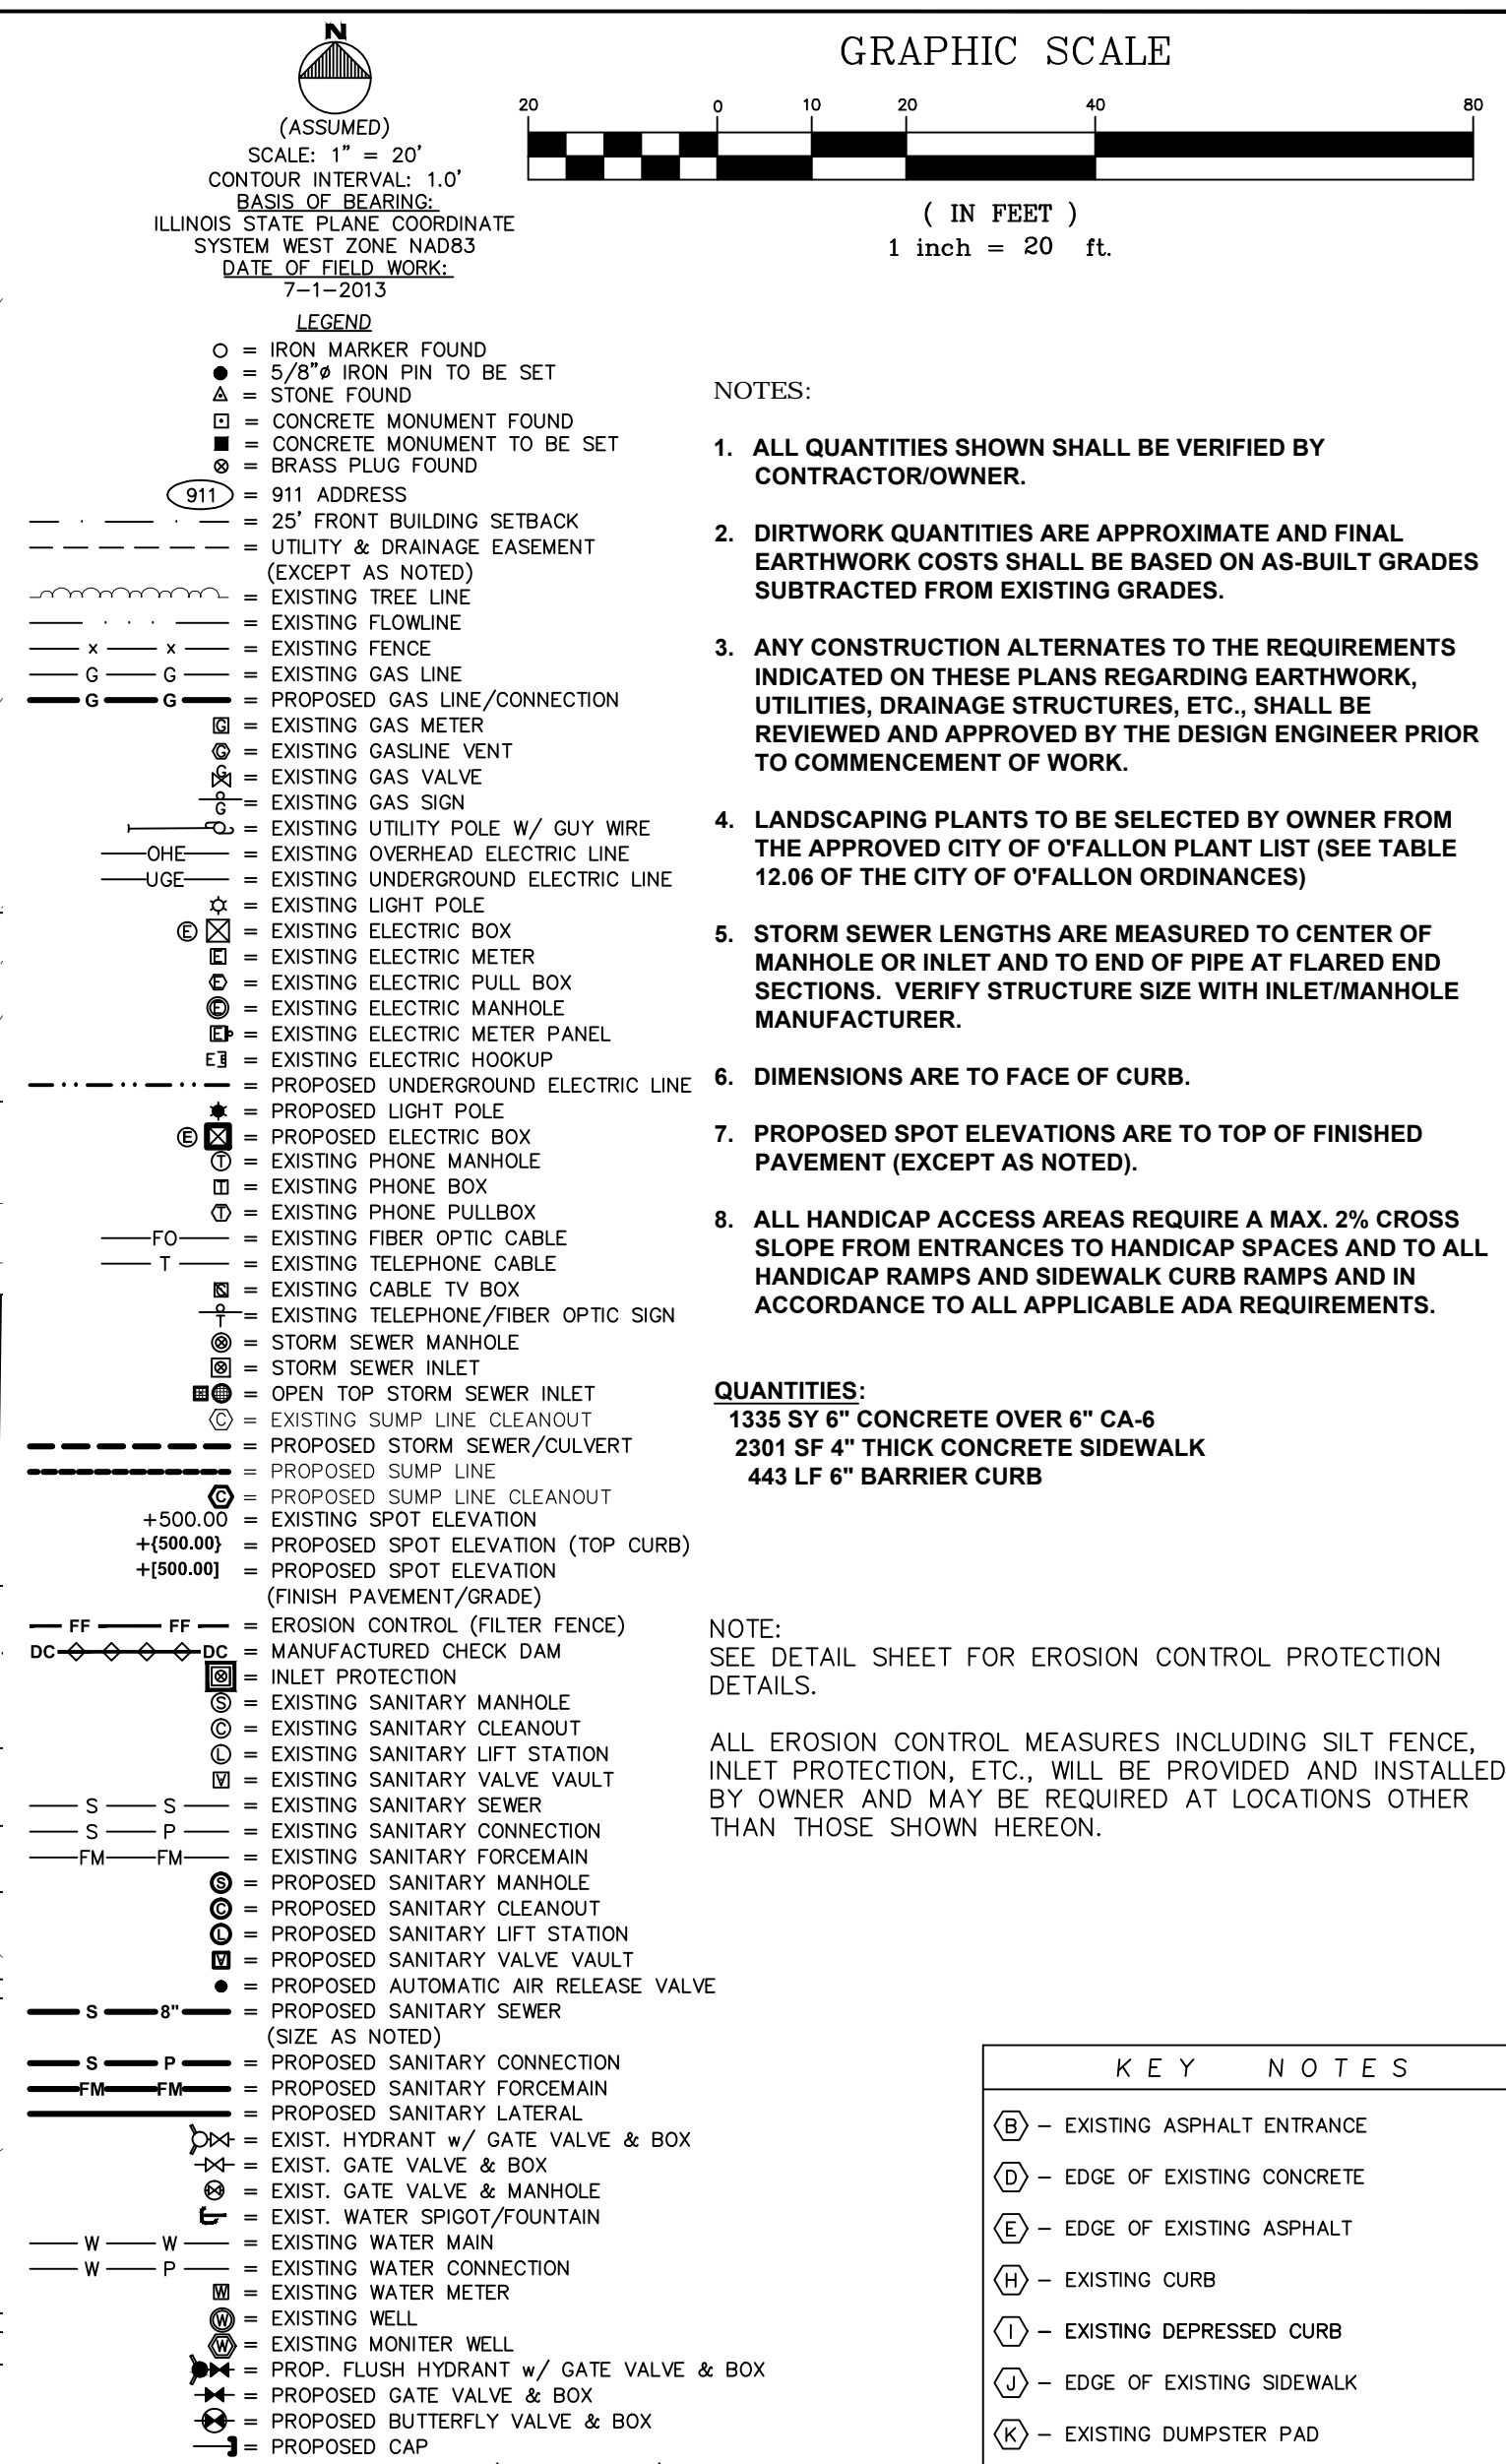 N
(ASSUMED)
SCALE: 1" = 20'
CONTOUR INTERVAL: 1.0'
BASIS OF BEARING:
ILLINOIS STATE PLANE COORDINATE
SYSTEM WEST ZONE NAD83
DATE OF FIELD WORK:
7-1-2013
GRAPHIC SCALE
20 0 10 20 40 80
( IN FEET )
1 inch = 20 ft.
LEGEND
= IRON MARKER FOUND
= 5/8"ø IRON PIN TO BE SET
= STONE FOUND
= CONCRETE MONUMENT FOUND
= CONCRETE MONUMENT TO BE SET
= BRASS PLUG FOUND
911 = 911 ADDRESS
= 25' FRONT BUILDING SETBACK
= UTILITY & DRAINAGE EASEMENT
(EXCEPT AS NOTED)
= EXISTING TREE LINE
= EXISTING FLOWLINE
x x = EXISTING FENCE
G G = EXISTING GAS LINE
G G = PROPOSED GAS LINE/CONNECTION
G = EXISTING GAS METER
G = EXISTING GASLINE VENT
G = EXISTING GAS VALVE
G = EXISTING GAS SIGN
= EXISTING UTILITY POLE W/ GUY WIRE
OHE = EXISTING OVERHEAD ELECTRIC LINE
UGE = EXISTING UNDERGROUND ELECTRIC LINE
= EXISTING LIGHT POLE
E = EXISTING ELECTRIC BOX
E = EXISTING ELECTRIC METER
E = EXISTING ELECTRIC PULL BOX
E = EXISTING ELECTRIC MANHOLE
E = EXISTING ELECTRIC METER PANEL
E = EXISTING ELECTRIC HOOKUP
= PROPOSED UNDERGROUND ELECTRIC LINE
= PROPOSED LIGHT POLE
E = PROPOSED ELECTRIC BOX
T = EXISTING PHONE MANHOLE
T = EXISTING PHONE BOX
T = EXISTING PHONE PULLBOX
FO = EXISTING FIBER OPTIC CABLE
T = EXISTING TELEPHONE CABLE
= EXISTING CABLE TV BOX
T = EXISTING TELEPHONE/FIBER OPTIC SIGN
= STORM SEWER MANHOLE
= STORM SEWER INLET
= OPEN TOP STORM SEWER INLET
C = EXISTING SUMP LINE CLEANOUT
= PROPOSED STORM SEWER/CULVERT
= PROPOSED SUMP LINE
C = PROPOSED SUMP LINE CLEANOUT
+500.00 = EXISTING SPOT ELEVATION
+{500.00} = PROPOSED SPOT ELEVATION (TOP CURB)
+[500.00] = PROPOSED SPOT ELEVATION
(FINISH PAVEMENT/GRADE)
FF FF = EROSION CONTROL (FILTER FENCE)
DC DC = MANUFACTURED CHECK DAM
= INLET PROTECTION
S = EXISTING SANITARY MANHOLE
C = EXISTING SANITARY CLEANOUT
L = EXISTING SANITARY LIFT STATION
V = EXISTING SANITARY VALVE VAULT
S S = EXISTING SANITARY SEWER
S P = EXISTING SANITARY CONNECTION
FM FM = EXISTING SANITARY FORCEMAIN
S = PROPOSED SANITARY MANHOLE
C = PROPOSED SANITARY CLEANOUT
L = PROPOSED SANITARY LIFT STATION
V = PROPOSED SANITARY VALVE VAULT
= PROPOSED AUTOMATIC AIR RELEASE VALVE
S 8" = PROPOSED SANITARY SEWER
(SIZE AS NOTED)
S P = PROPOSED SANITARY CONNECTION
FM FM = PROPOSED SANITARY FORCEMAIN
= PROPOSED SANITARY LATERAL
= EXIST. HYDRANT w/ GATE VALVE & BOX
= EXIST. GATE VALVE & BOX
= EXIST. GATE VALVE & MANHOLE
= EXIST. WATER SPIGOT/FOUNTAIN
W W = EXISTING WATER MAIN
W P = EXISTING WATER CONNECTION
W = EXISTING WATER METER
W = EXISTING WELL
W = EXISTING MONITER WELL
= PROP. FLUSH HYDRANT w/ GATE VALVE & BOX
= PROPOSED GATE VALVE & BOX
= PROPOSED BUTTERFLY VALVE & BOX
= PROPOSED CAP
NOTES:
1. ALL QUANTITIES SHOWN SHALL BE VERIFIED BY
CONTRACTOR/OWNER.
2. DIRTWORK QUANTITIES ARE APPROXIMATE AND FINAL
EARTHWORK COSTS SHALL BE BASED ON AS-BUILT GRADES
SUBTRACTED FROM EXISTING GRADES.
3. ANY CONSTRUCTION ALTERNATES TO THE REQUIREMENTS
INDICATED ON THESE PLANS REGARDING EARTHWORK,
UTILITIES, DRAINAGE STRUCTURES, ETC., SHALL BE
REVIEWED AND APPROVED BY THE DESIGN ENGINEER PRIOR
TO COMMENCEMENT OF WORK.
4. LANDSCAPING PLANTS TO BE SELECTED BY OWNER FROM
THE APPROVED CITY OF O'FALLON PLANT LIST (SEE TABLE
12.06 OF THE CITY OF O'FALLON ORDINANCES)
5. STORM SEWER LENGTHS ARE MEASURED TO CENTER OF
MANHOLE OR INLET AND TO END OF PIPE AT FLARED END
SECTIONS. VERIFY STRUCTURE SIZE WITH INLET/MANHOLE
MANUFACTURER.
6. DIMENSIONS ARE TO FACE OF CURB.
7. PROPOSED SPOT ELEVATIONS ARE TO TOP OF FINISHED
PAVEMENT (EXCEPT AS NOTED).
8. ALL HANDICAP ACCESS AREAS REQUIRE A MAX. 2% CROSS
SLOPE FROM ENTRANCES TO HANDICAP SPACES AND TO ALL
HANDICAP RAMPS AND SIDEWALK CURB RAMPS AND IN
ACCORDANCE TO ALL APPLICABLE ADA REQUIREMENTS.
QUANTITIES:
1335 SY 6" CONCRETE OVER 6" CA-6
2301 SF 4" THICK CONCRETE SIDEWALK
443 LF 6" BARRIER CURB
NOTE:
SEE DETAIL SHEET FOR EROSION CONTROL PROTECTION
DETAILS.
ALL EROSION CONTROL MEASURES INCLUDING SILT FENCE,
INLET PROTECTION, ETC., WILL BE PROVIDED AND INSTALLED
BY OWNER AND MAY BE REQUIRED AT LOCATIONS OTHER
THAN THOSE SHOWN HEREON.
KEY NOTES
B - EXISTING ASPHALT ENTRANCE
D - EDGE OF EXISTING CONCRETE
E - EDGE OF EXISTING ASPHALT
H - EXISTING CURB
I - EXISTING DEPRESSED CURB
J - EDGE OF EXISTING SIDEWALK
K - EXISTING DUMPSTER PAD